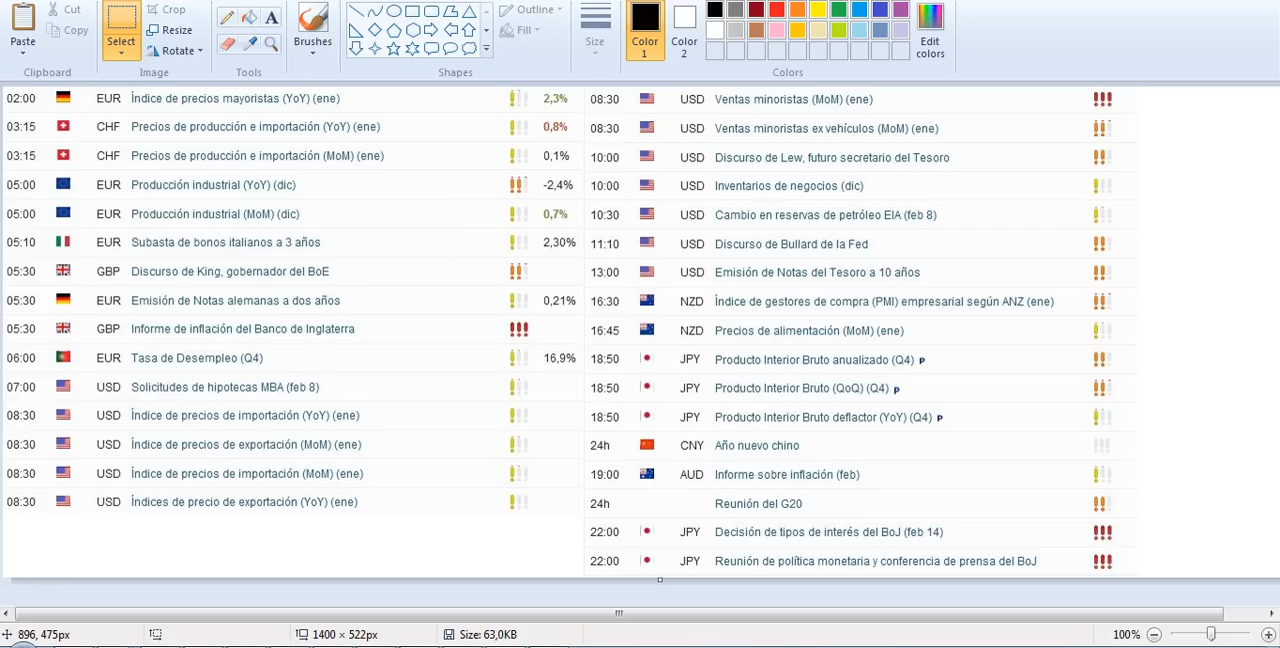 Cut
Crop
Outline
Copy
Resize
Fill
Paste
Select
Rotate
Brushes
Size
Color
1
Color
2
Edit
colors
Clipboard
Image
Tools
Shapes
Colors
02:00 EUR Índice de precios mayoristas (YoY) (ene) 2,3%
03:15 CHF Precios de producción e importación (YoY) (ene) 0,8%
03:15 CHF Precios de producción e importación (MoM) (ene) 0,1%
05:00 EUR Producción industrial (YoY) (dic) -2,4%
05:00 EUR Producción industrial (MoM) (dic) 0,7%
05:10 EUR Subasta de bonos italianos a 3 años 2,30%
05:30 GBP Discurso de King, gobernador del BoE
05:30 EUR Emisión de Notas alemanas a dos años 0,21%
05:30 GBP Informe de inflación del Banco de Inglaterra
06:00 EUR Tasa de Desempleo (Q4) 16,9%
07:00 USD Solicitudes de hipotecas MBA (feb 8)
08:30 USD Índice de precios de importación (YoY) (ene)
08:30 USD Índice de precios de exportación (MoM) (ene)
08:30 USD Índice de precios de importación (MoM) (ene)
08:30 USD Índices de precio de exportación (YoY) (ene)
08:30 USD Ventas minoristas (MoM) (ene)
08:30 USD Ventas minoristas ex vehículos (MoM) (ene)
10:00 USD Discurso de Lew, futuro secretario del Tesoro
10:00 USD Inventarios de negocios (dic)
10:30 USD Cambio en reservas de petróleo EIA (feb 8)
11:10 USD Discurso de Bullard de la Fed
13:00 USD Emisión de Notas del Tesoro a 10 años
16:30 NZD Índice de gestores de compra (PMI) empresarial según ANZ (ene)
16:45 NZD Precios de alimentación (MoM) (ene)
18:50 JPY Producto Interior Bruto anualizado (Q4) P
18:50 JPY Producto Interior Bruto (QoQ) (Q4) P
18:50 JPY Producto Interior Bruto deflactor (YoY) (Q4) P
24h CNY Año nuevo chino
19:00 AUD Informe sobre inflación (feb)
24h Reunión del G20
22:00 JPY Decisión de tipos de interés del BoJ (feb 14)
22:00 JPY Reunión de política monetaria y conferencia de prensa del BoJ
896, 475px
1400 × 522px
Size: 63,0KB
100%